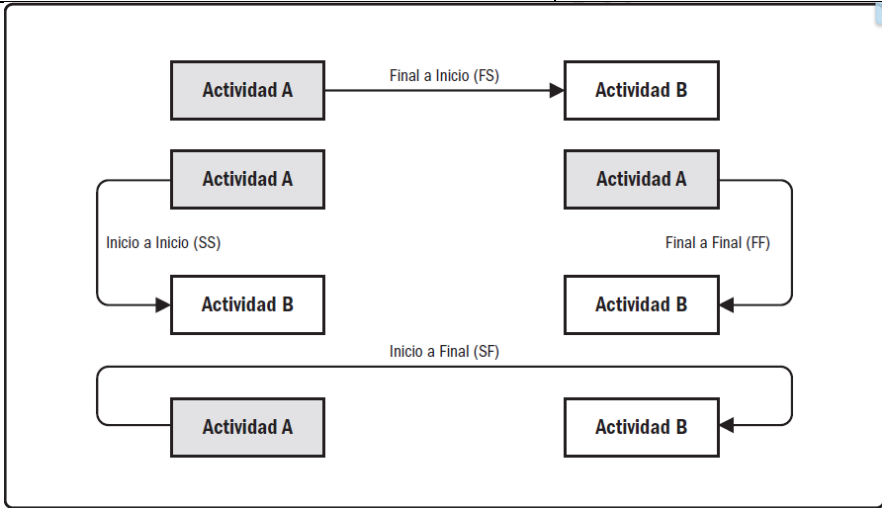 Final a Inicio (FS)
Actividad A
Actividad B
Actividad A
Actividad A
Inicio a Inicio (SS)
Final a Final (FF)
Actividad B
Actividad B
Inicio a Final (SF)
Actividad A
Actividad B